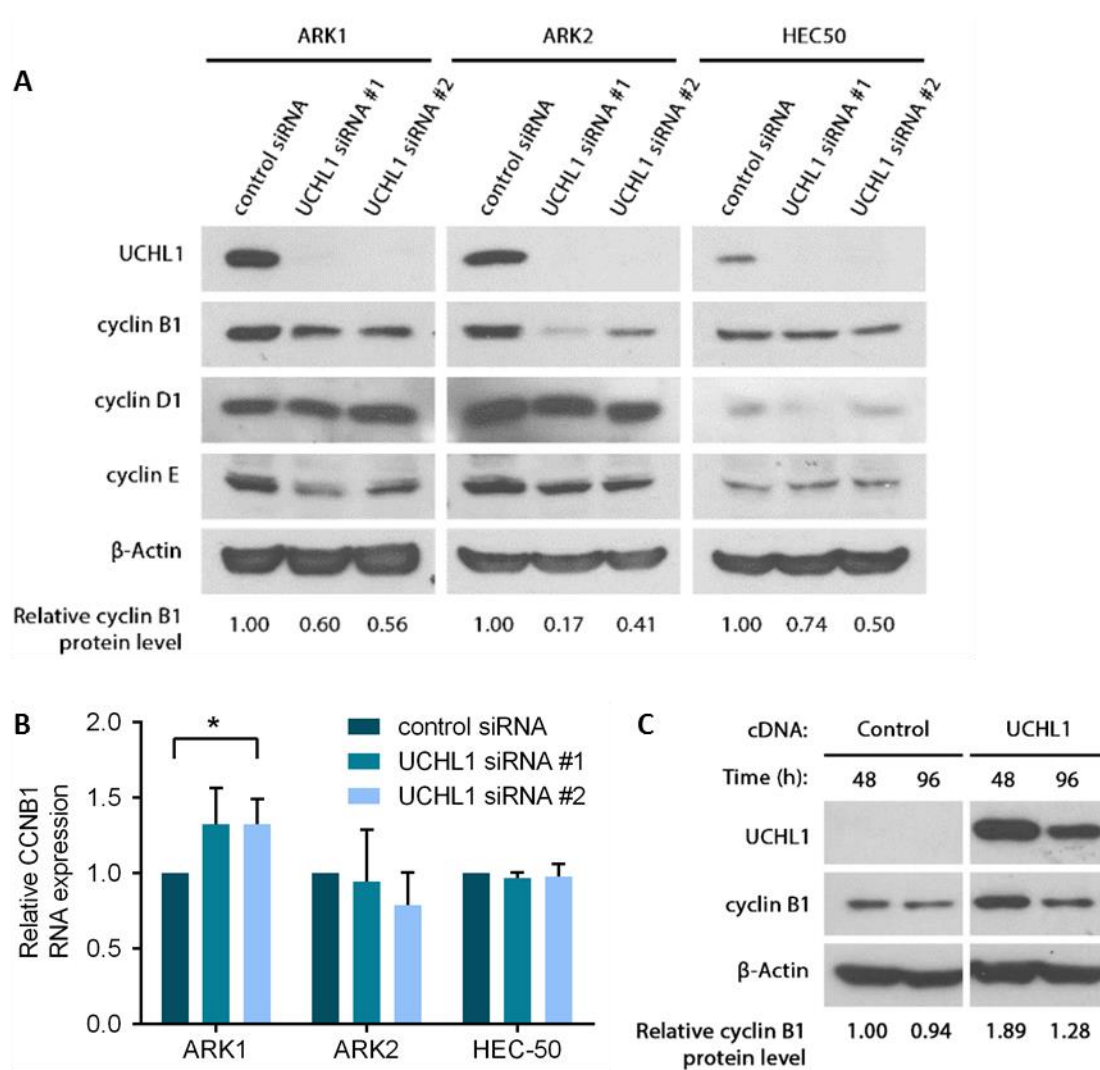 A
ARK1 ARK2 HEC50
control siRNA UCHL1 siRNA #1 UCHL1 siRNA #2 control siRNA UCHL1 siRNA #1 UCHL1 siRNA #2 control siRNA UCHL1 siRNA #1 UCHL1 siRNA #2
UCHL1
cyclin B1
cyclin D1
cyclin E
β-Actin
Relative cyclin B1
protein level
1.00 0.60 0.56 1.00 0.17 0.41 1.00 0.74 0.50
B
Relative CCNB1
RNA expression
2.0
1.5
1.0
0.5
0.0
*
control siRNA
UCHL1 siRNA #1
UCHL1 siRNA #2
ARK1 ARK2 HEC-50
C
cDNA: Control UCHL1
Time (h): 48 96 48 96
UCHL1
cyclin B1
β-Actin
Relative cyclin B1
protein level
1.00 0.94 1.89 1.28